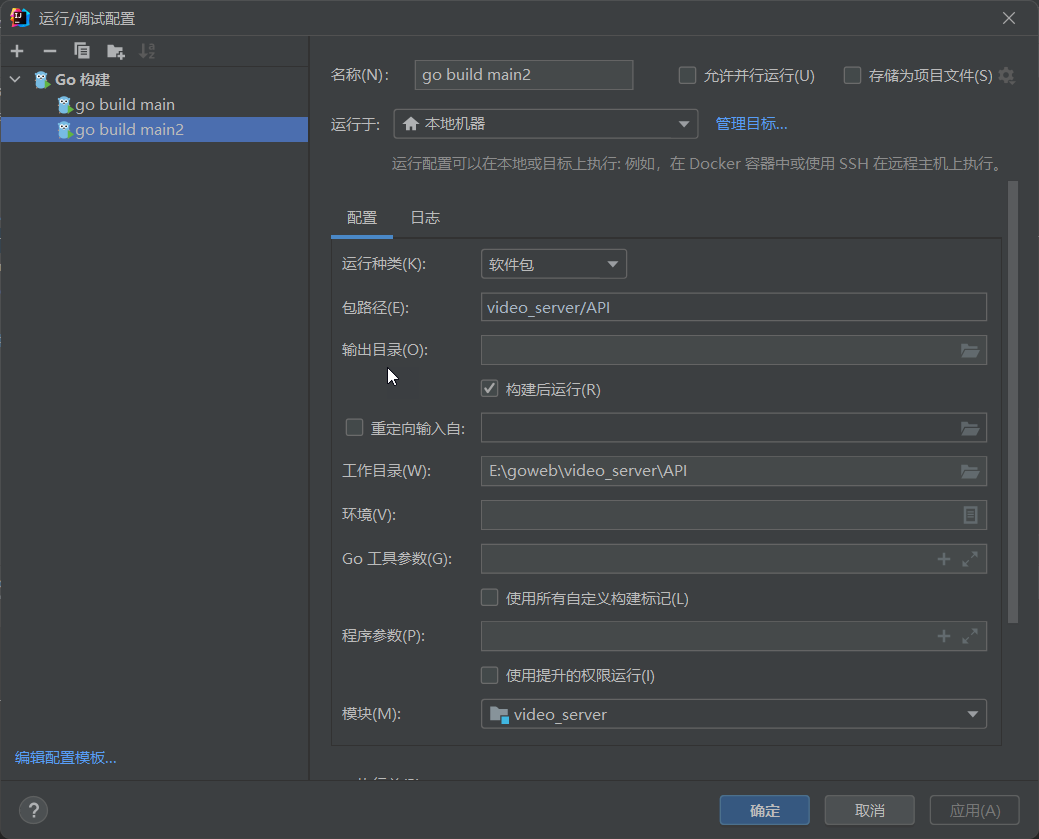 运行/调试配置
Go 构建
go build main
go build main2
编辑配置模板...
名称(N):
go build main2
允许并行运行(U)
存储为项目文件(S)
运行于:
本地机器
管理目标...
运行配置可以在本地或目标上执行: 例如，在 Docker 容器中或使用 SSH 在远程主机上执行。
配置
日志
运行种类(K):
软件包
包路径(E):
video_server/API
输出目录(O):
构建后运行(R)
重定向输入自:
工作目录(W):
E:\goweb\video_server\API
环境(V):
Go 工具参数(G):
使用所有自定义构建标记(L)
程序参数(P):
使用提升的权限运行(I)
模块(M):
video_server
?
确定
取消
应用(A)